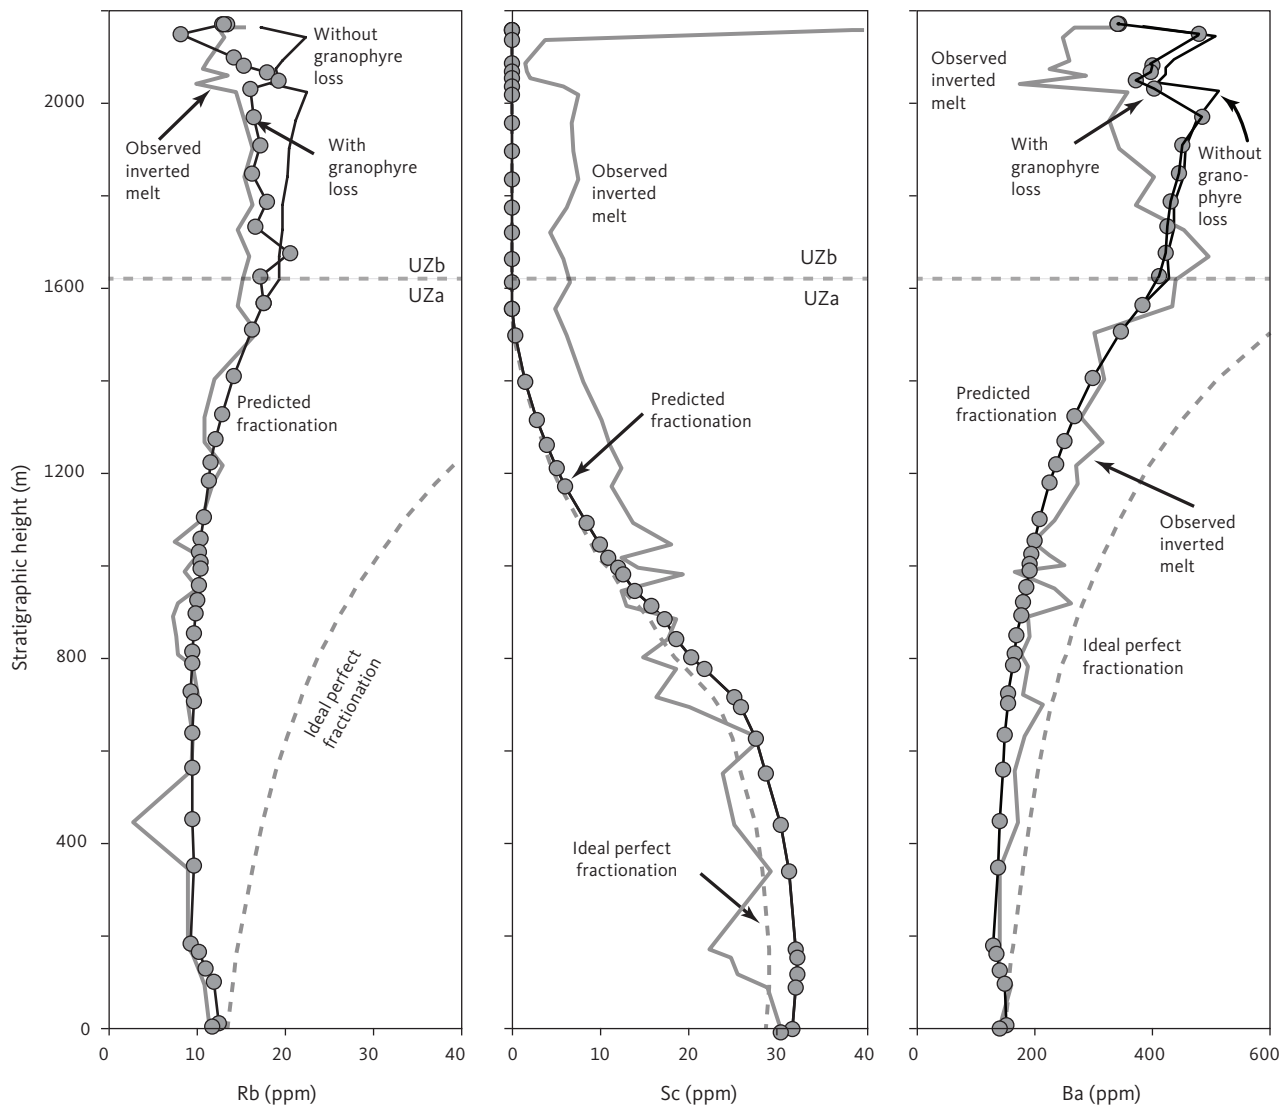 Stratigraphic height (m)
2000
1600
1200
800
400
0
Without
granophyre
loss
Observed
inverted
melt
With
granophyre
loss
UZb
UZa
Predicted
fractionation
Ideal perfect
fractionation
0
10
20
30
40
Rb (ppm)
Observed
inverted
melt
UZb
UZa
Predicted
fractionation
Ideal perfect
fractionation
0
10
20
30
40
Sc (ppm)
Observed
inverted
melt
With
granophyre
loss
Without
grano-
phyre
loss
Predicted
fractionation
Observed
inverted
melt
Ideal perfect
fractionation
0
200
400
600
Ba (ppm)